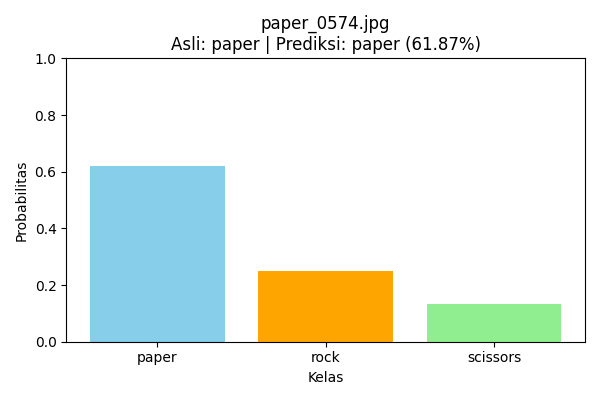 paper_0574.jpg
Asli: paper | Prediksi: paper (61.87%)
1.0
0.8
0.6
0.4
0.2
0.0
Probabilitas
paper rock scissors
Kelas